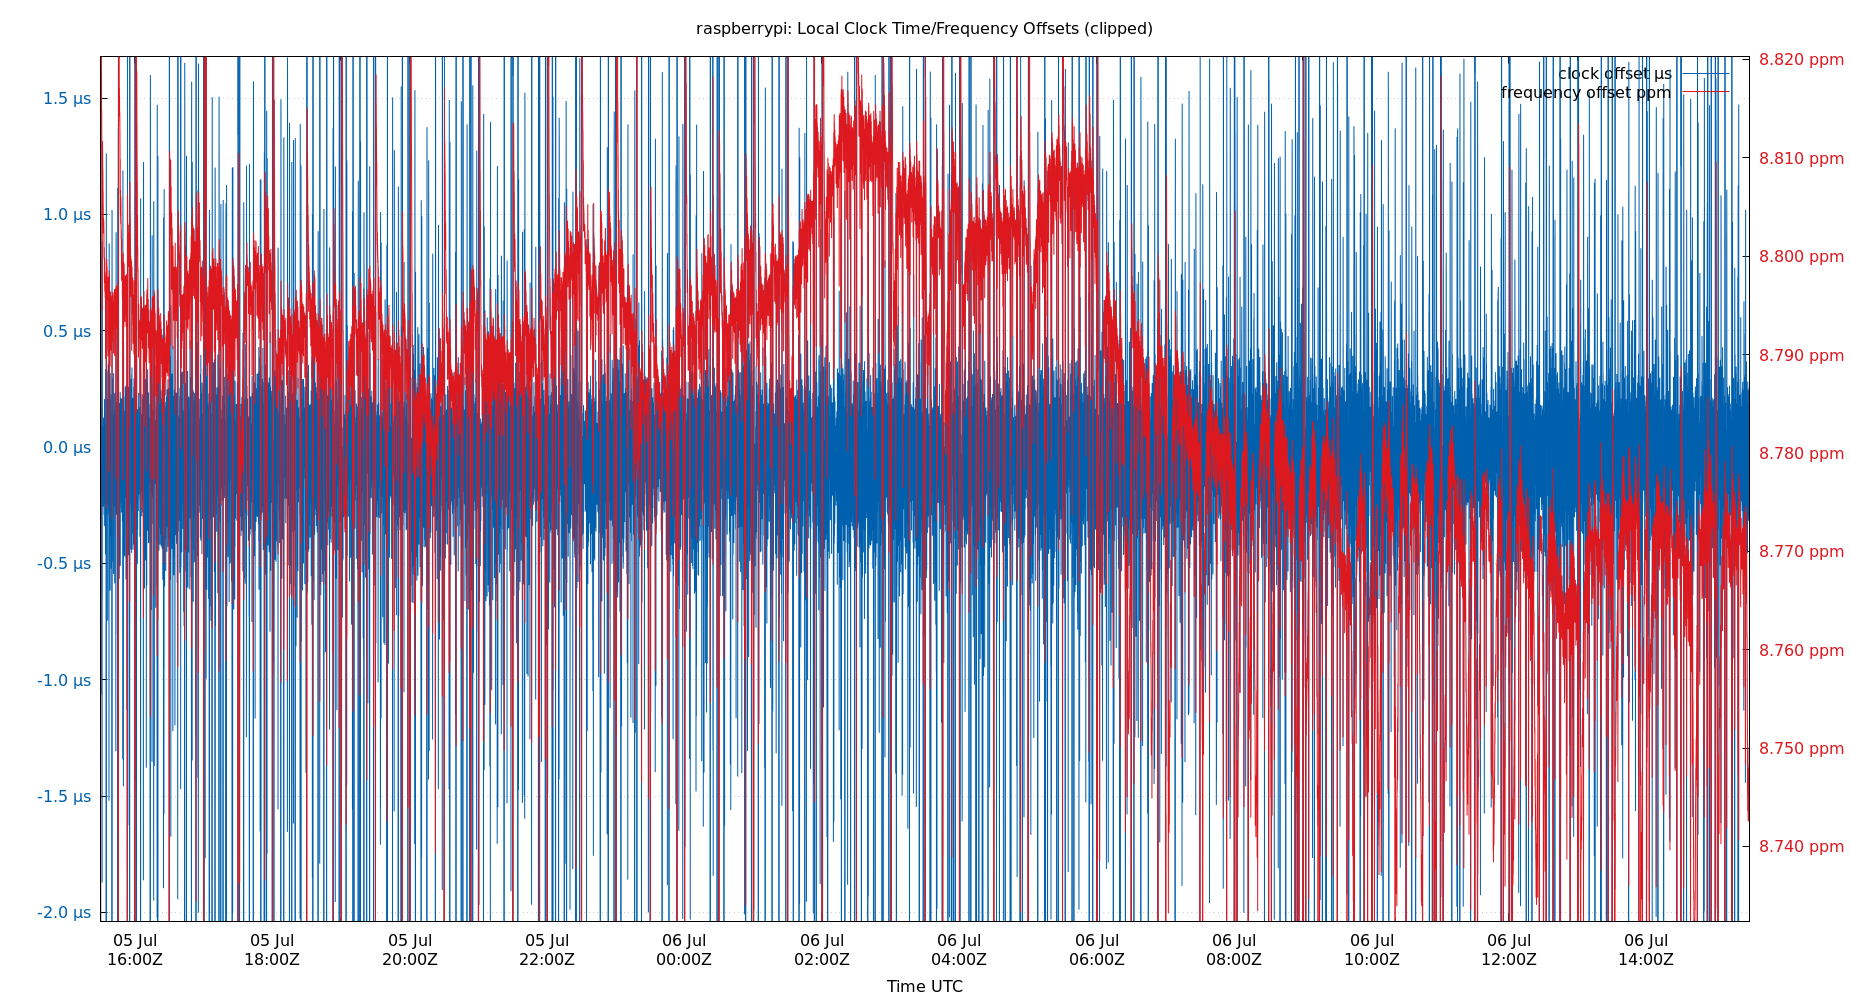 raspberrypi: Local Clock Time/Frequency Offsets (clipped)
clock offset µs
frequency offset ppm
1.5 µs
1.0 µs
0.5 µs
0.0 µs
-0.5 µs
-1.0 µs
-1.5 µs
-2.0 µs
8.820 ppm
8.810 ppm
8.800 ppm
8.790 ppm
8.780 ppm
8.770 ppm
8.760 ppm
8.750 ppm
8.740 ppm
05 Jul 05 Jul 05 Jul 05 Jul 06 Jul 06 Jul 06 Jul 06 Jul 06 Jul 06 Jul 06 Jul 06 Jul
16:00Z 18:00Z 20:00Z 22:00Z 00:00Z 02:00Z 04:00Z 06:00Z 08:00Z 10:00Z 12:00Z 14:00Z
Time UTC